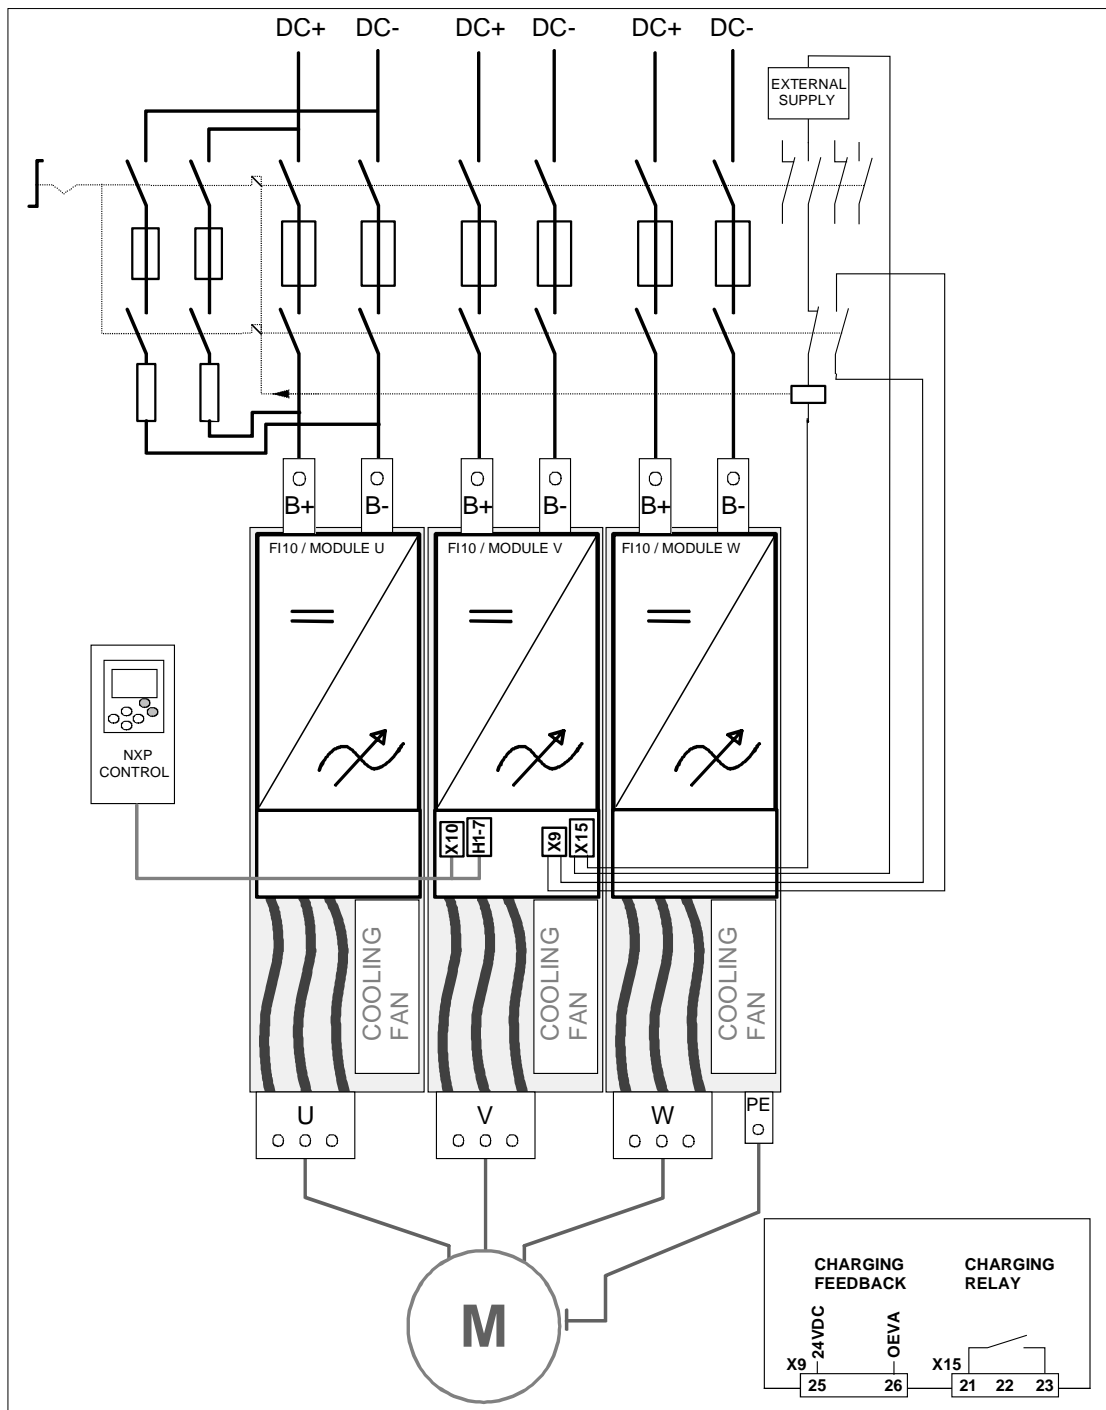 DC+ DC- DC+ DC- DC+ DC-
EXTERNAL
SUPPLY
B+ B- B+ B- B+ B-
FI10 / MODULE U
FI10 / MODULE V
FI10 / MODULE W
NXP
CONTROL
X10
H1-7
X9
X15
COOLING
FAN
COOLING
FAN
COOLING
FAN
U
V
W
PE
M
CHARGING
FEEDBACK
CHARGING
RELAY
24VDC
OEVA
X9
25 26
X15
21 22 23